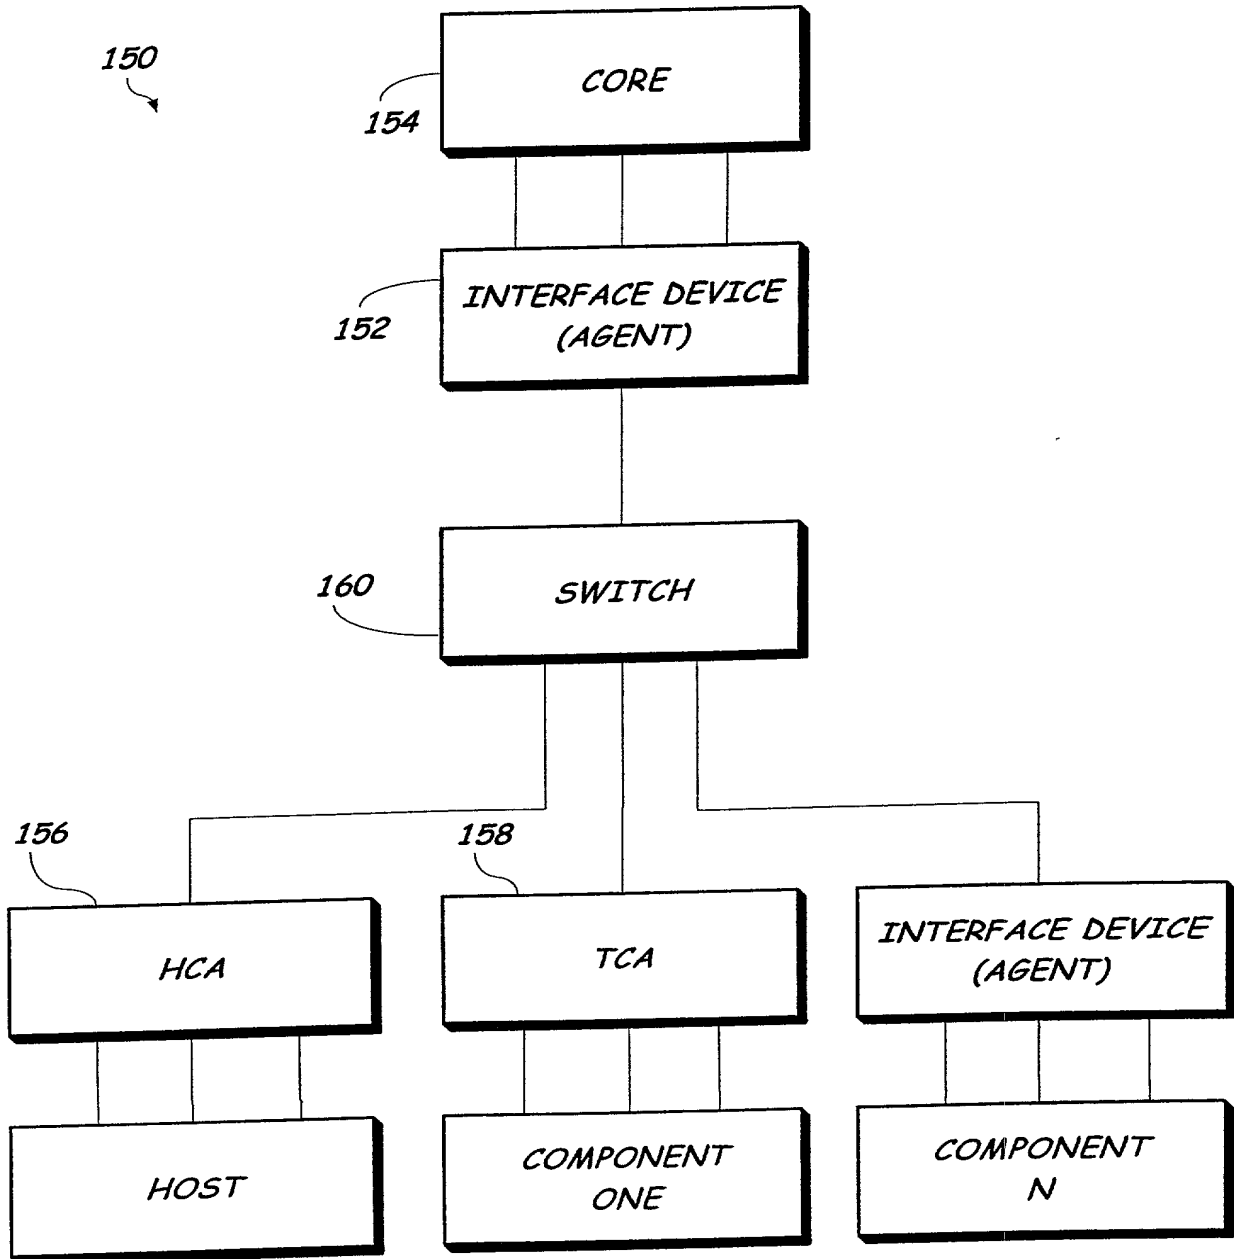 150
CORE
154
INTERFACE DEVICE
(AGENT)
152
SWITCH
160
156
158
HCA
TCA
INTERFACE DEVICE
(AGENT)
HOST
COMPONENT
ONE
COMPONENT
N